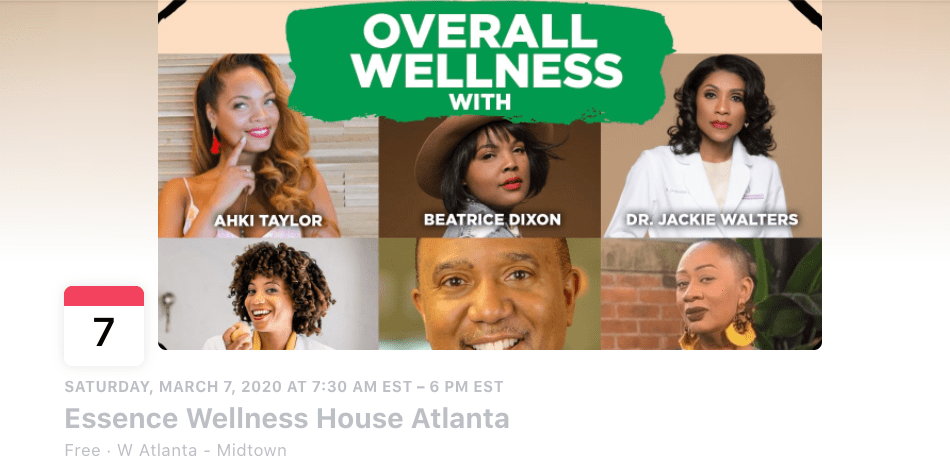 OVERALL
WELLNESS
WITH
AHKI TAYLOR
BEATRICE DIXON
DR. JACKIE WALTERS
7
SATURDAY, MARCH 7, 2020 AT 7:30 AM EST – 6 PM EST
Essence Wellness House Atlanta
Free · W Atlanta - Midtown